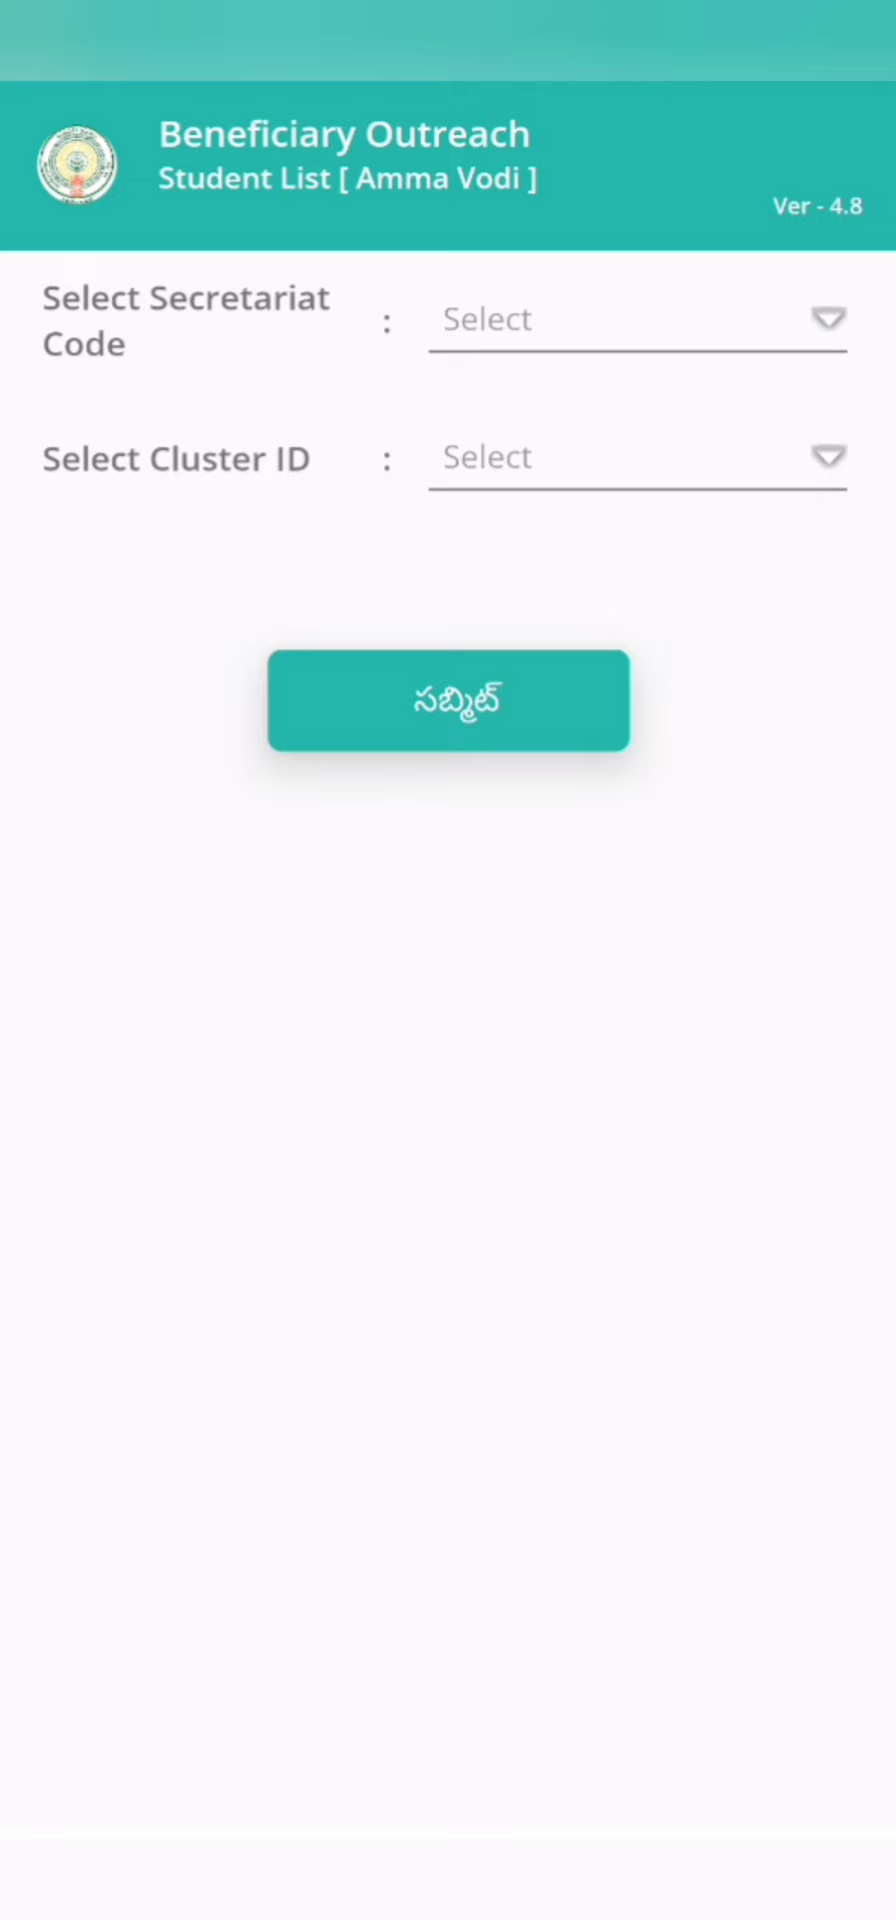 Beneficiary Outreach
Student List [ Amma Vodi ]
Ver - 4.8
Select Secretariat
Code
:
Select
Select Cluster ID : Select
సబ్మిట్